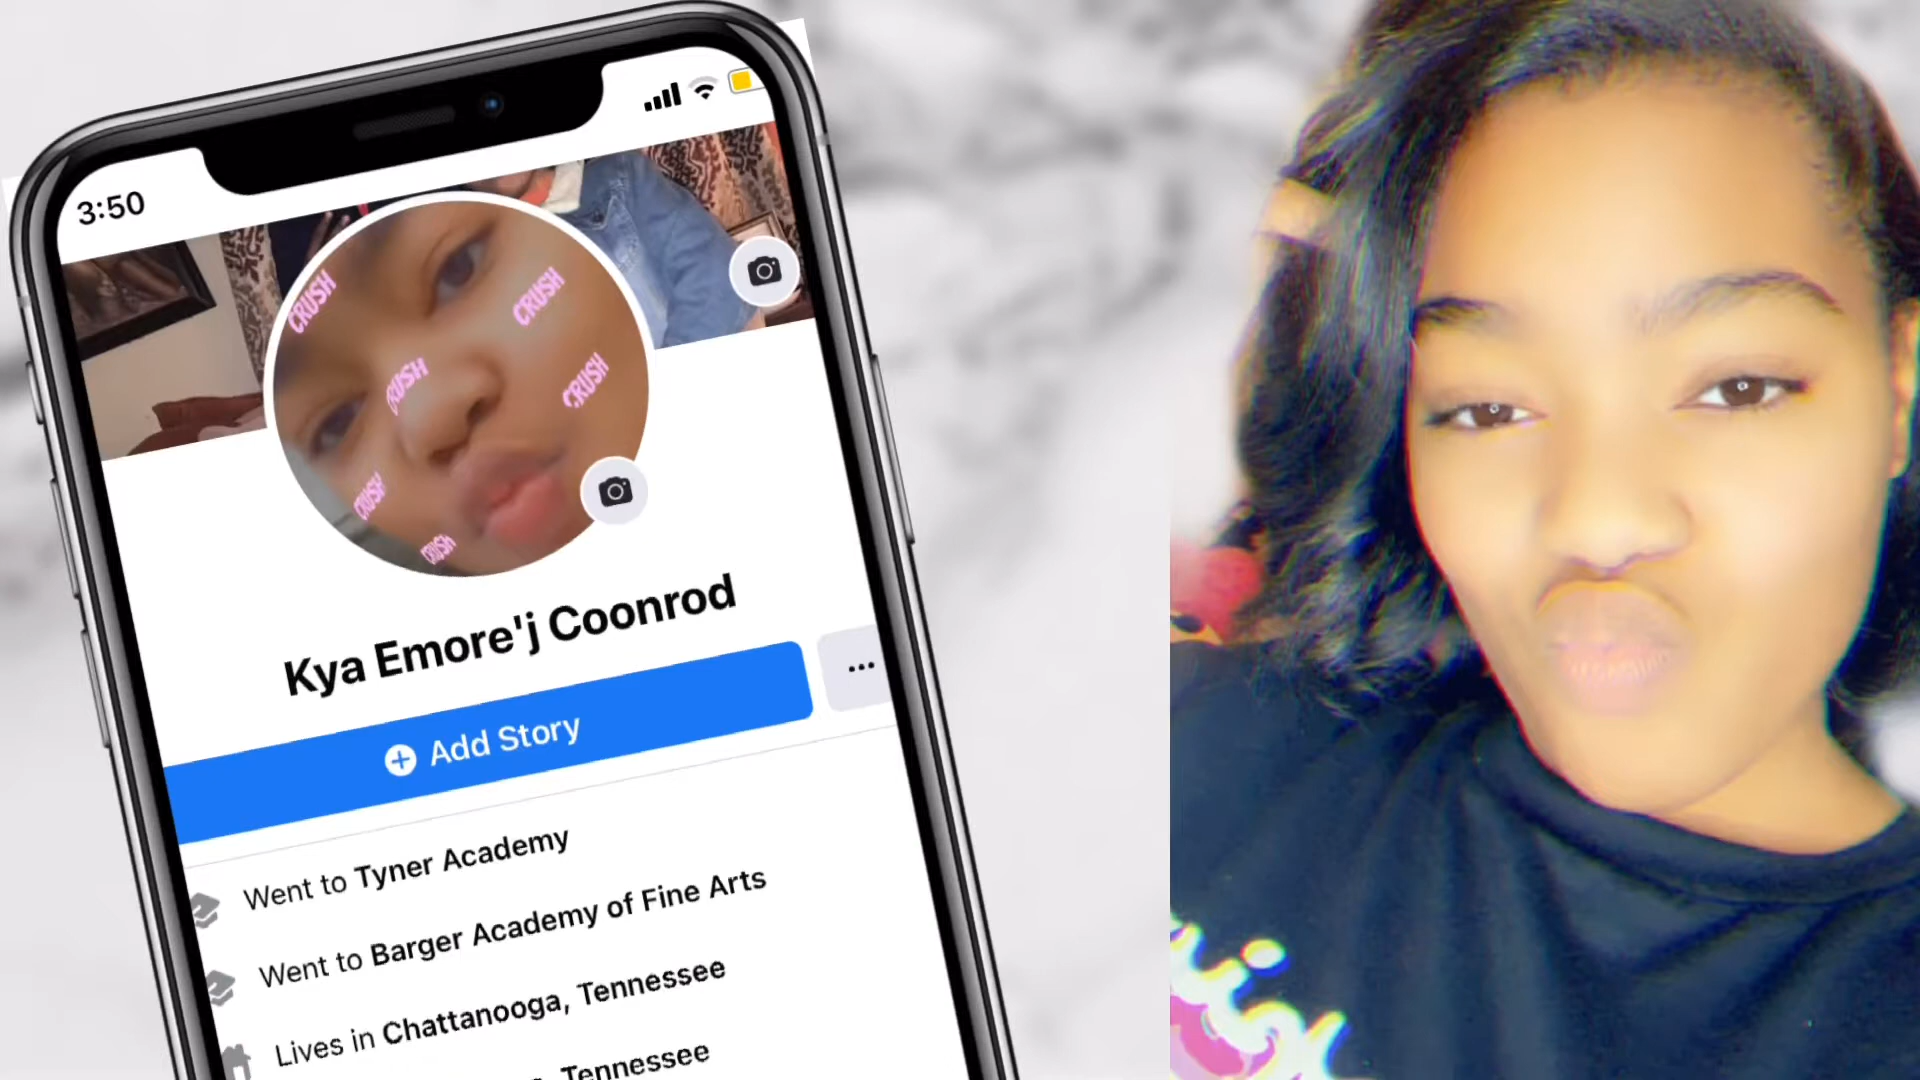 3:50
CRUSH
CRUSH
CRUSH
CRUSH
CRUSH
CRUSH
Kya Emore'j Coonrod
Add Story
Went to Tyner Academy
Went to Barger Academy of Fine Arts
Lives in Chattanooga, Tennessee
Tennessee